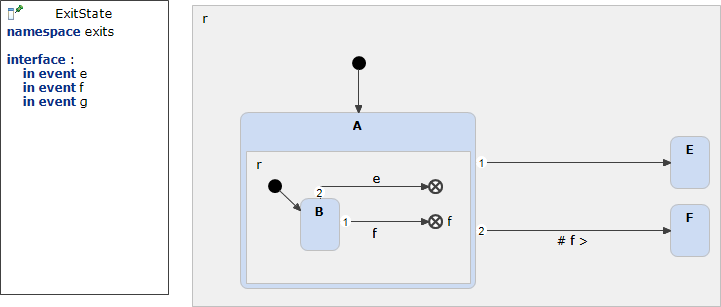 ExitState
namespace exits
interface :
in event e
in event f
in event g
r
A
r
1
E
2
e
B
1
f
f
2
F
# f >